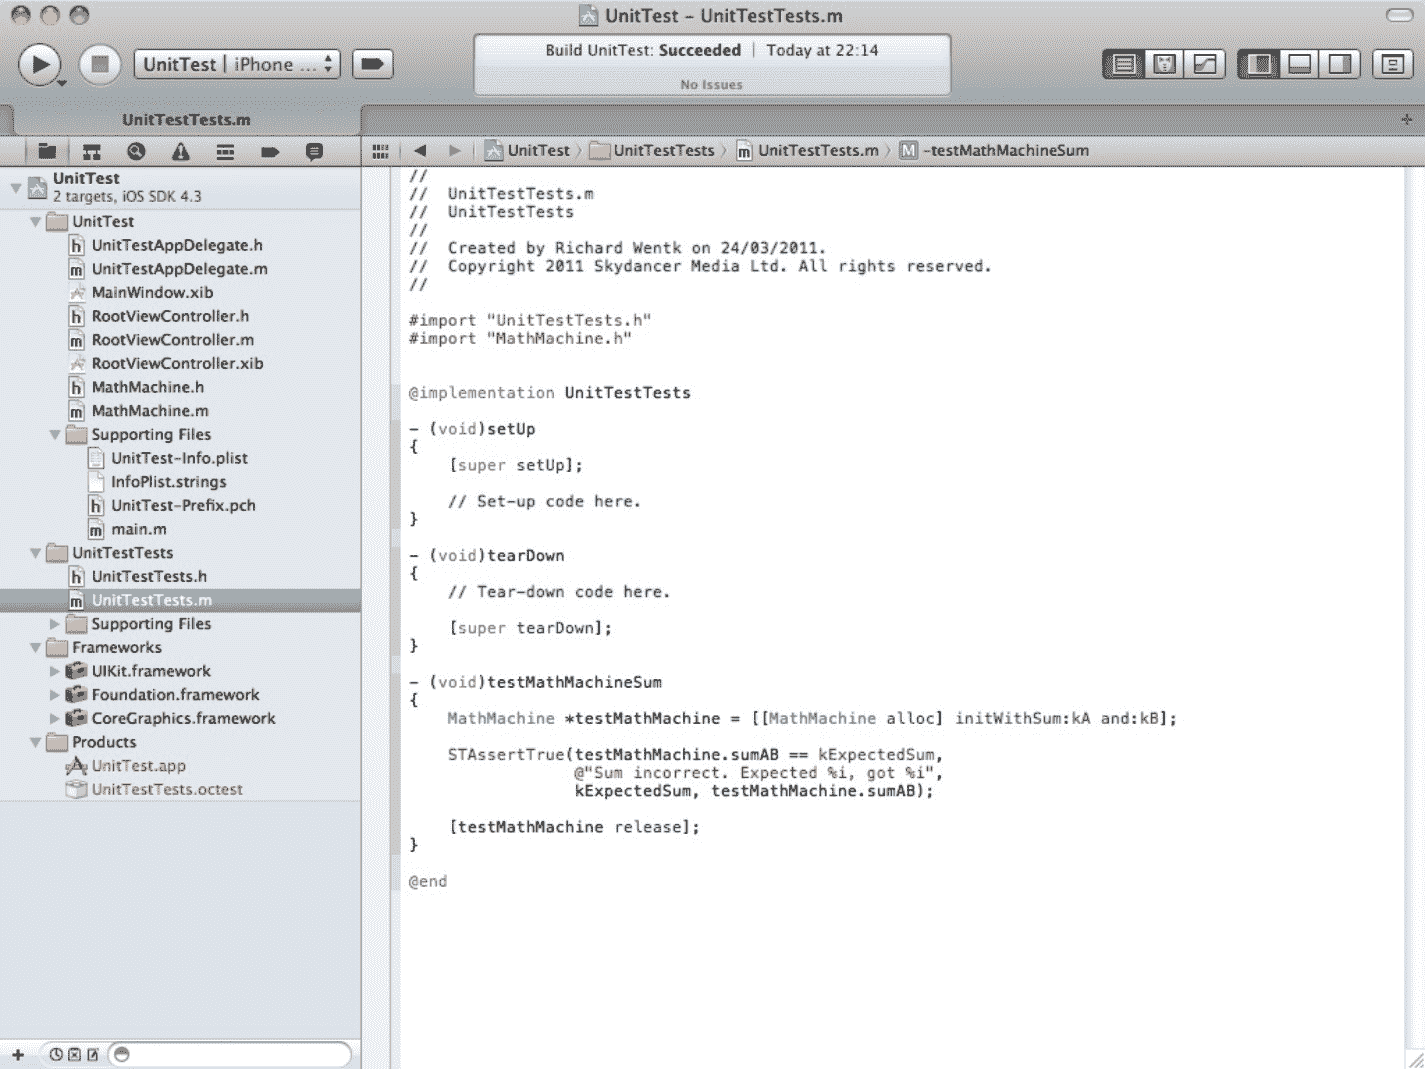 UnitTest – UnitTestTests.m
UnitTest | iPhone ...
Build UnitTest: Succeeded | Today at 22:14
No Issues
UnitTestTests.m
UnitTest
UnitTestTests
UnitTestTests.m
M
-testMathMachineSum
UnitTest
2 targets, iOS SDK 4.3
UnitTest
h UnitTestAppDelegate.h
m UnitTestAppDelegate.m
MainWindow.xib
h RootViewController.h
m RootViewController.m
RootViewController.xib
h MathMachine.h
m MathMachine.m
Supporting Files
UnitTest-Info.plist
InfoPlist.strings
h UnitTest-Prefix.pch
m main.m
UnitTestTests
h UnitTestTests.h
m UnitTestTests.m
Supporting Files
Frameworks
UIKit.framework
Foundation.framework
CoreGraphics.framework
Products
UnitTest.app
UnitTestTests.octest
//
//  UnitTestTests.m
//  UnitTestTests
//
//  Created by Richard Wentk on 24/03/2011.
//  Copyright 2011 Skydancer Media Ltd. All rights reserved.
//
#import "UnitTestTests.h"
#import "MathMachine.h"
@implementation UnitTestTests
- (void)setUp
{
[super setUp];
// Set-up code here.
}
- (void)tearDown
{
// Tear-down code here.
[super tearDown];
}
- (void)testMathMachineSum
{
MathMachine *testMathMachine = [[MathMachine alloc] initWithSum:kA and:kB];
STAssertTrue(testMathMachine.sumAB == kExpectedSum,
@"Sum incorrect. Expected %i, got %i",
kExpectedSum, testMathMachine.sumAB);
[testMathMachine release];
}
@end